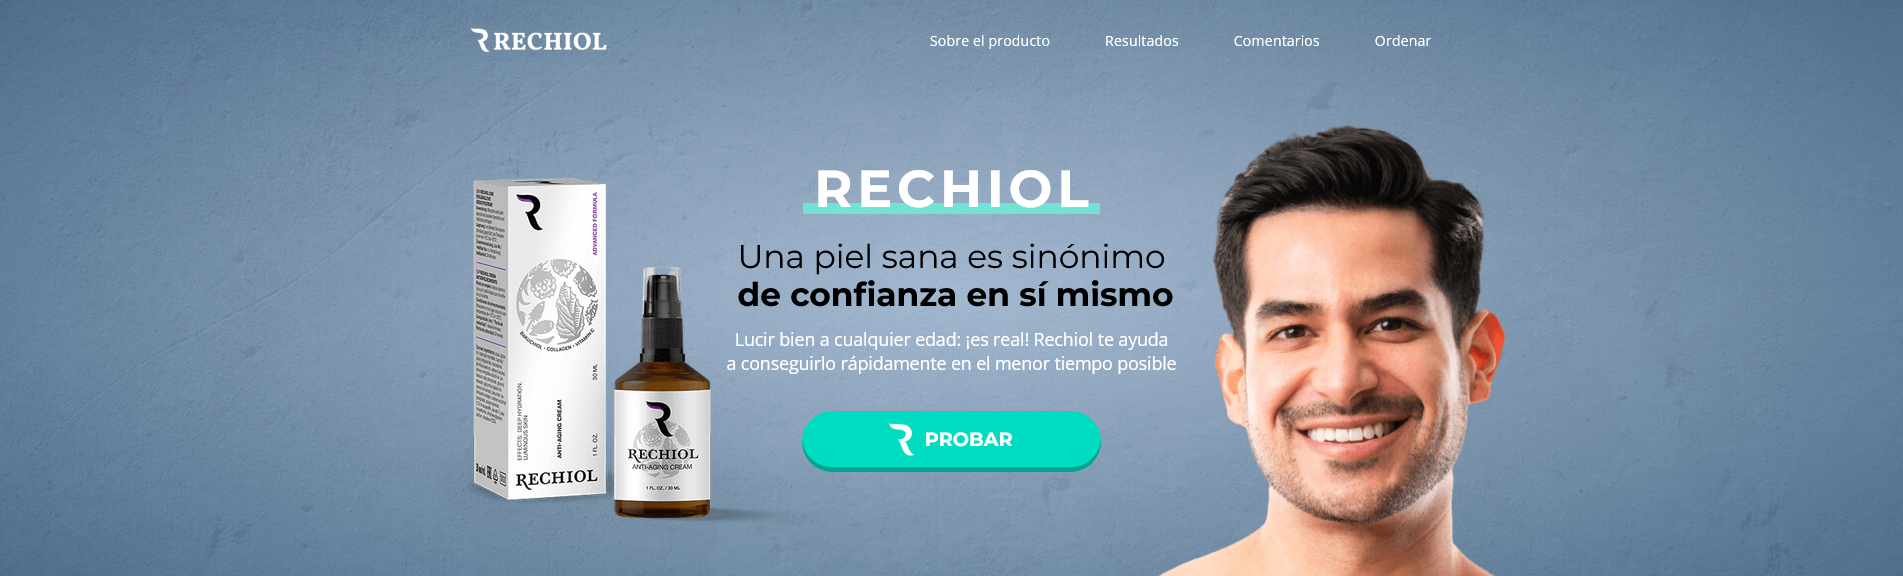 RECHIOL
Sobre el producto
Resultados
Comentarios
Ordenar
RECHIOL
Una piel sana es sinónimo
de confianza en sí mismo
Lucir bien a cualquier edad: ¡es real! Rechiol te ayuda
a conseguirlo rápidamente en el menor tiempo posible
PROBAR
ADVANCED FORMULA
BAKUCHIOL • COLLAGEN • VITAMIN C
EFFECTS: DEEP HYDRATION,
LUMINOUS SKIN
ANTI-AGING CREAM
30 ML
1 FL. OZ.
RECHIOL
RECHIOL
ANTI-AGING CREAM
1 FL. OZ. / 30 ML